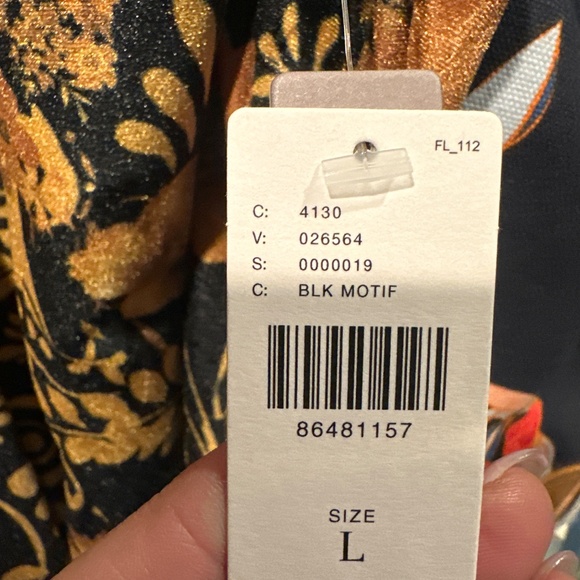 FL_112
C: 4130
V: 026564
S: 0000019
C: BLK MOTIF
86481157
SIZE
L